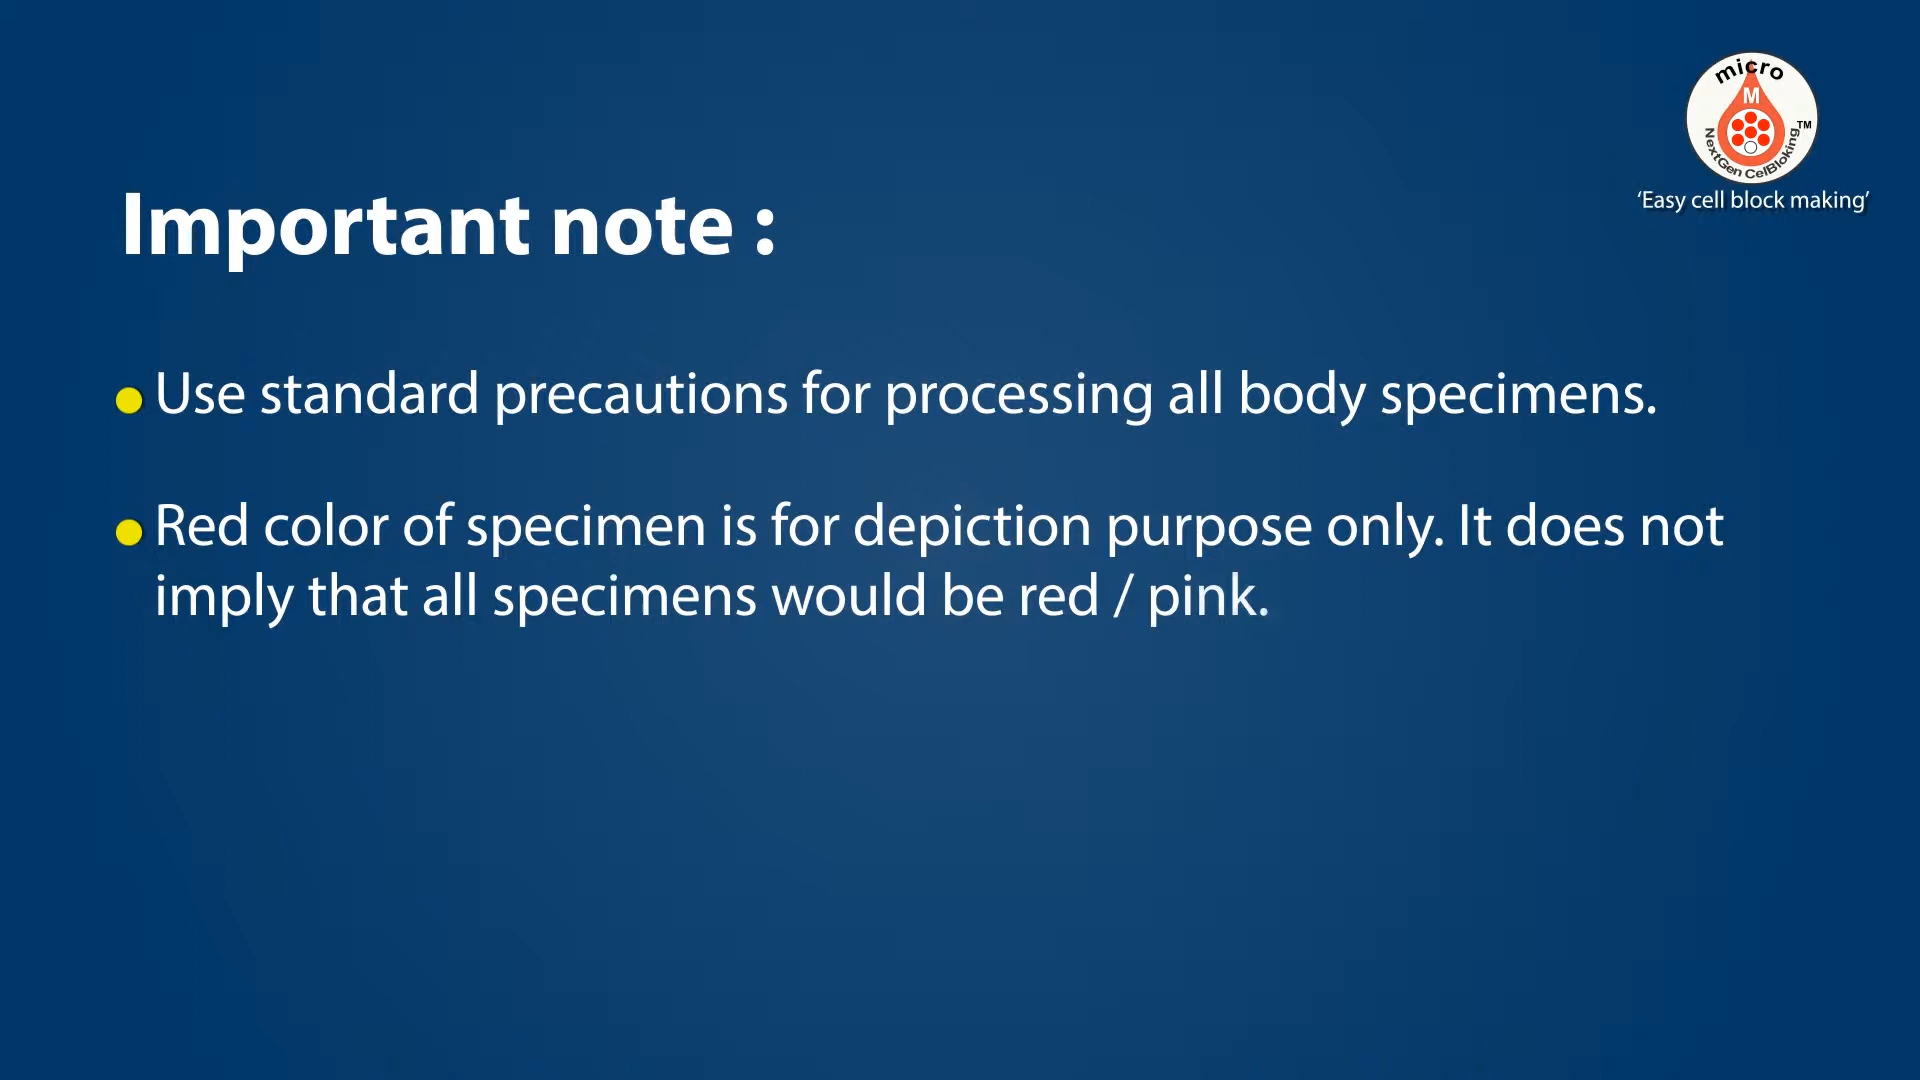 micro
M
NextGen CelBloking
TM
‘Easy cell block making’
Important note :
Use standard precautions for processing all body specimens.
Red color of specimen is for depiction purpose only. It does not
imply that all specimens would be red / pink.